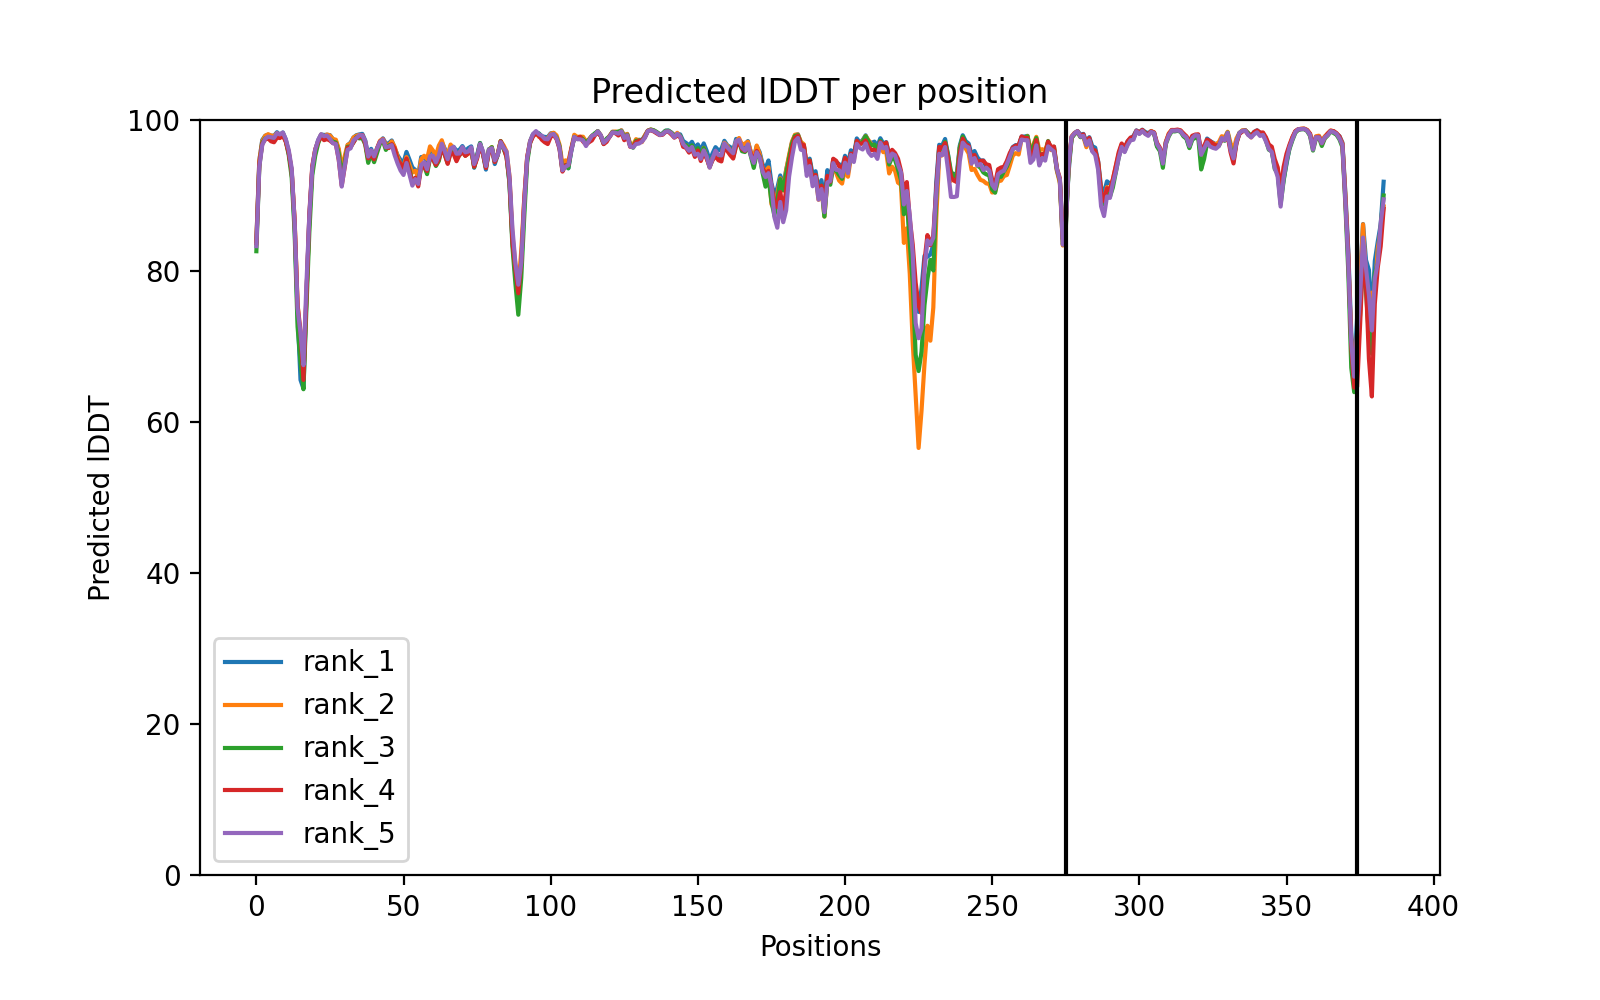 Predicted lDDT per position
100
80
60
40
20
0
Predicted lDDT
rank_1
rank_2
rank_3
rank_4
rank_5
0 50 100 150 200 250 300 350 400
Positions